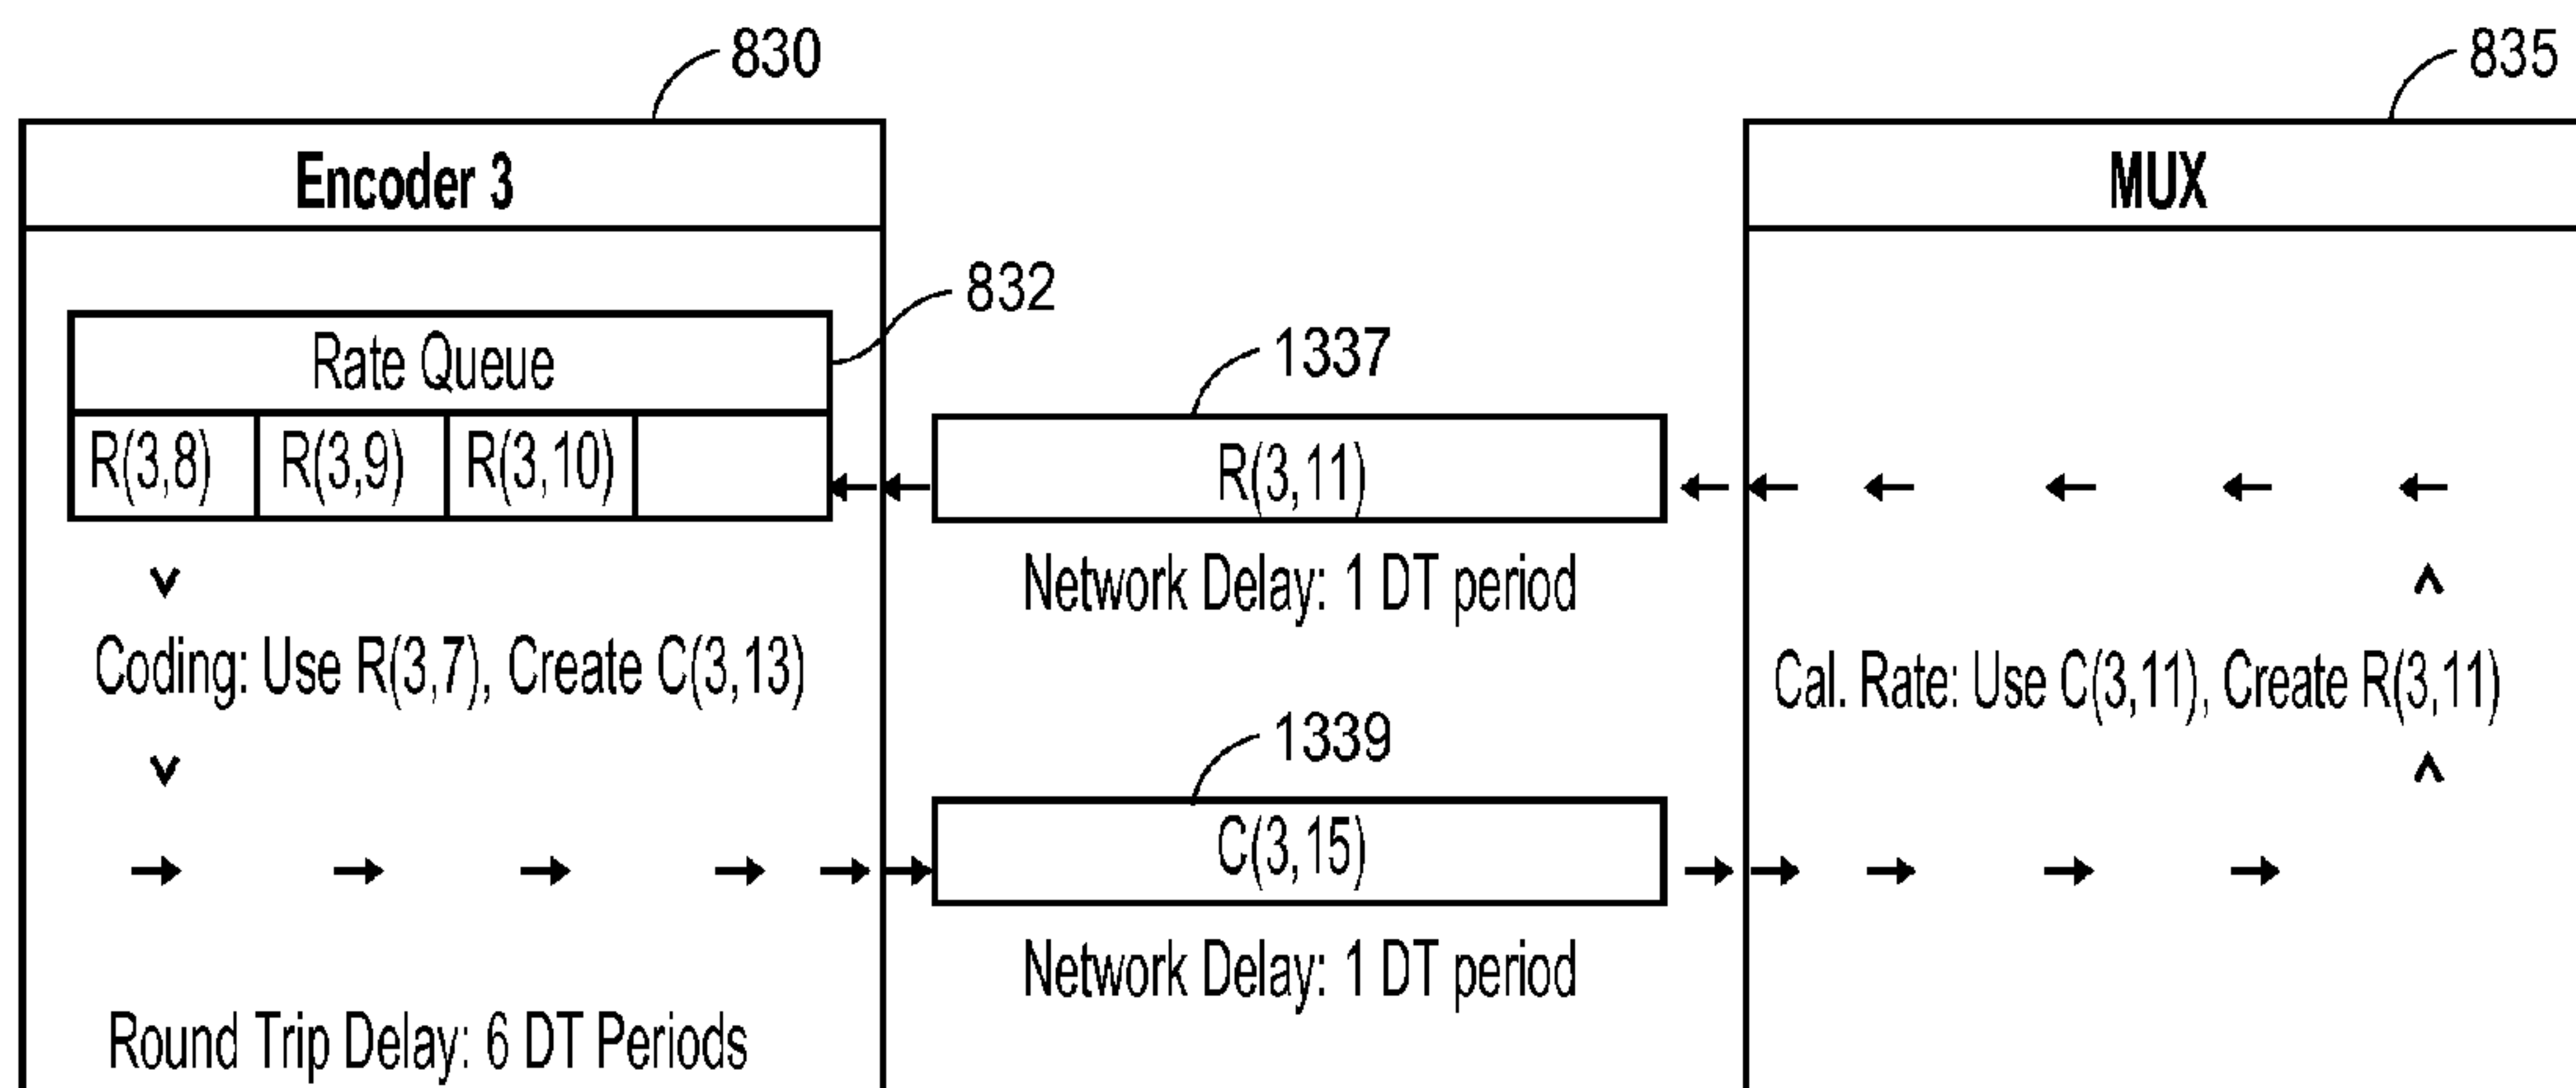 830
835
Encoder 3
MUX
832
Rate Queue
1337
R(3,8) R(3,9) R(3,10)
R(3,11)
Network Delay: 1 DT period
Coding: Use R(3,7), Create C(3,13)
Cal. Rate: Use C(3,11), Create R(3,11)
1339
C(3,15)
Network Delay: 1 DT period
Round Trip Delay: 6 DT Periods